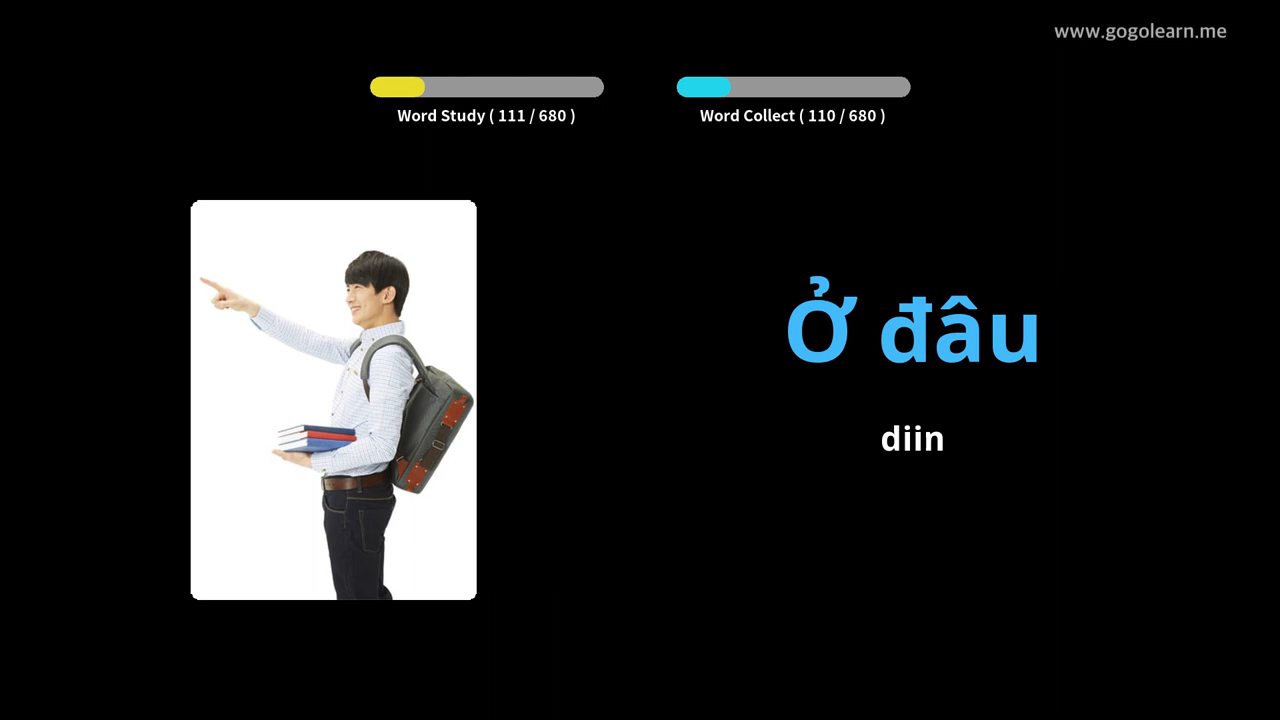 www.gogolearn.me
Word Study ( 111 / 680 )
Word Collect ( 110 / 680 )
Ở đâu
diin